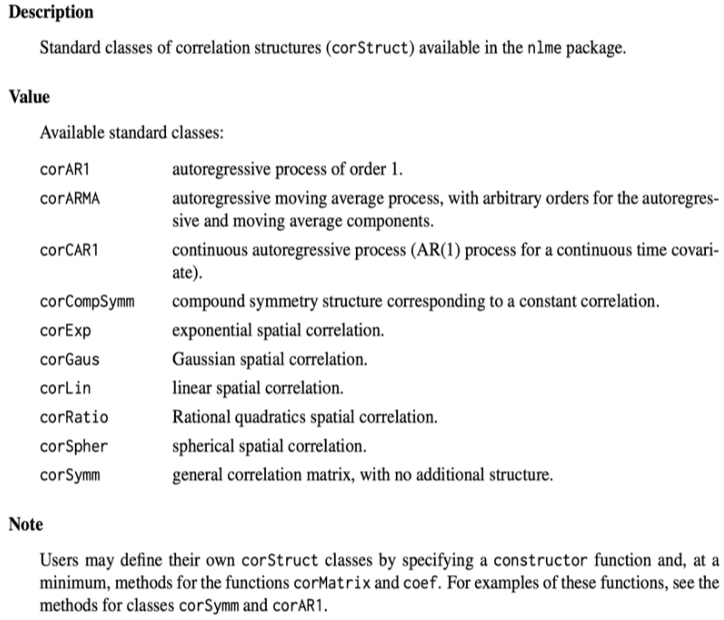 Description
Standard classes of correlation structures (corStruct) available in the nlme package.
Value
Available standard classes:
corAR1 autoregressive process of order 1.
corARMA autoregressive moving average process, with arbitrary orders for the autoregres-
sive and moving average components.
corCAR1 continuous autoregressive process (AR(1) process for a continuous time covari-
ate).
corCompSymm compound symmetry structure corresponding to a constant correlation.
corExp exponential spatial correlation.
corGaus Gaussian spatial correlation.
corLin linear spatial correlation.
corRatio Rational quadratics spatial correlation.
corSpher spherical spatial correlation.
corSymm general correlation matrix, with no additional structure.
Note
Users may define their own corStruct classes by specifying a constructor function and, at a
minimum, methods for the functions corMatrix and coef. For examples of these functions, see the
methods for classes corSymm and corAR1.